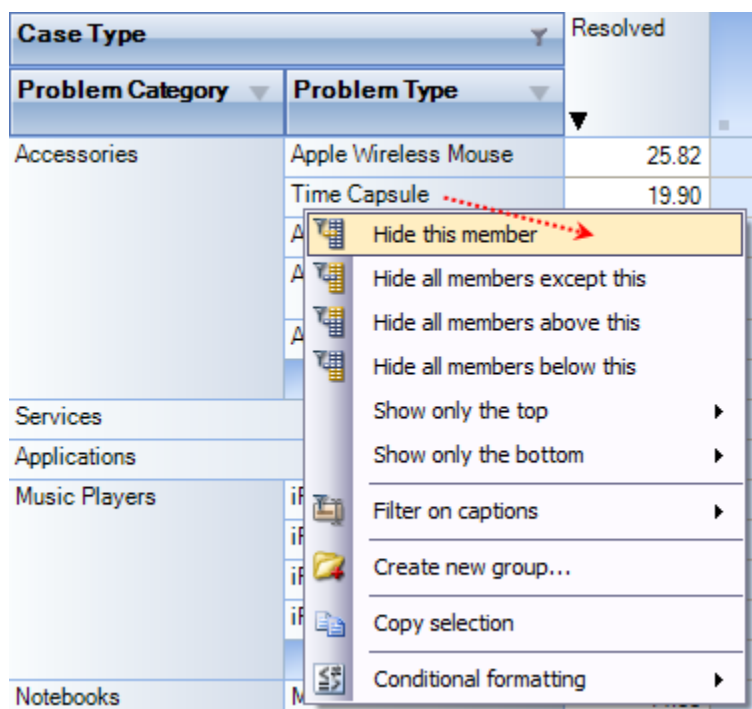 Case Type
Resolved
Problem Category
Problem Type
Accessories
Apple Wireless Mouse
25.82
Time Capsule
19.90
Hide this member
Hide all members except this
Hide all members above this
Hide all members below this
Show only the top
Services
Show only the bottom
Applications
Music Players
Filter on captions
Create new group...
Copy selection
Conditional formatting
Notebooks